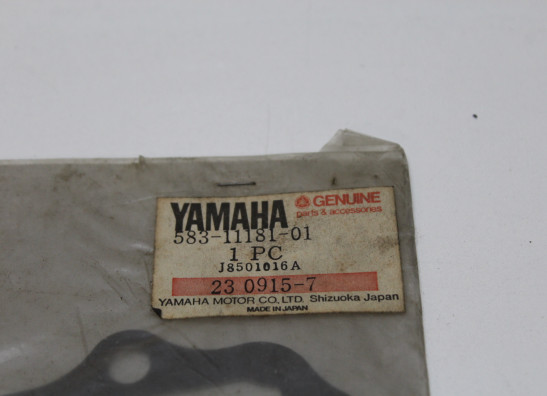 YAMAHA GENUINE
parts & accessories
583-11181-01
1 PC
J8501016A
23 0915-7
YAMAHA MOTOR CO., LTD. Shizuoka Japan
MADE IN JAPAN